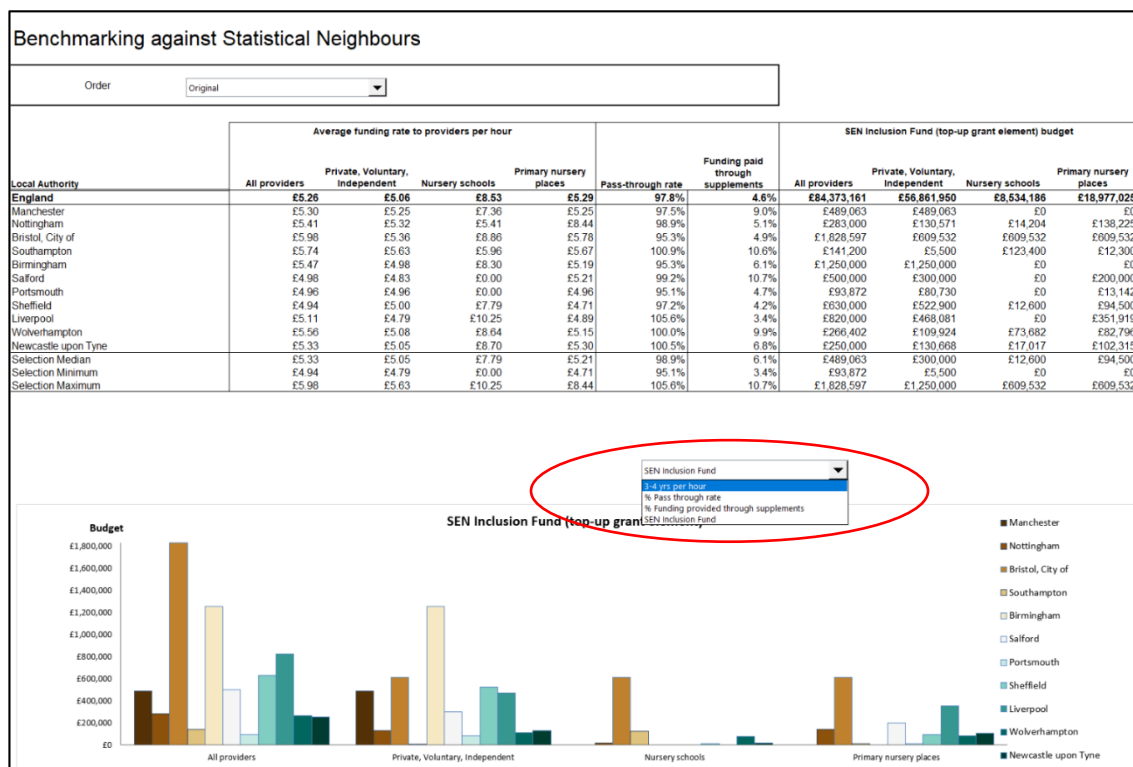 Benchmarking against Statistical Neighbours
Order Original
Average funding rate to providers per hour SEN Inclusion Fund (top-up grant element) budget
Local Authority All providers Private, Voluntary, Independent Nursery schools Primary nursery places Pass-through rate Funding paid through supplements All providers Private, Voluntary, Independent Nursery schools Primary nursery places
England £5.26 £5.06 £8.53 £5.29 97.8% 4.6% £84,373,161 £56,861,950 £8,534,186 £18,977,025
Manchester £5.30 £5.25 £7.36 £5.25 97.5% 9.0% £489,063 £489,063 £0 £0
Nottingham £5.41 £5.32 £5.41 £8.44 98.9% 5.1% £283,000 £130,571 £14,204 £138,225
Bristol, City of £5.98 £5.36 £8.86 £5.78 95.3% 4.9% £1,828,597 £609,532 £609,532 £609,532
Southampton £5.74 £5.63 £5.96 £5.67 100.9% 10.6% £141,200 £5,500 £123,400 £12,300
Birmingham £5.47 £4.98 £8.30 £5.19 95.3% 6.1% £1,250,000 £1,250,000 £0 £0
Salford £4.98 £4.83 £0.00 £5.21 99.2% 10.7% £500,000 £300,000 £0 £200,000
Portsmouth £4.96 £4.96 £0.00 £4.96 95.1% 4.7% £93,872 £80,730 £0 £13,142
Sheffield £4.94 £5.00 £7.79 £4.71 97.2% 4.2% £630,000 £522,900 £12,600 £94,500
Liverpool £5.11 £4.79 £10.25 £4.89 105.6% 3.4% £820,000 £468,081 £0 £351,919
Wolverhampton £5.56 £5.08 £8.64 £5.15 100.0% 9.9% £266,402 £109,924 £73,682 £82,796
Newcastle upon Tyne £5.33 £5.05 £8.70 £5.30 100.5% 6.8% £250,000 £130,668 £17,017 £102,315
Selection Median £5.33 £5.05 £7.79 £5.21 98.9% 6.1% £489,063 £300,000 £12,600 £94,500
Selection Minimum £4.94 £4.79 £0.00 £4.71 95.1% 3.4% £93,872 £5,500 £0 £0
Selection Maximum £5.98 £5.63 £10.25 £8.44 105.6% 10.7% £1,828,597 £1,250,000 £609,532 £609,532
SEN Inclusion Fund
3-4 yrs per hour
% Pass through rate
% Funding provided through supplements
SEN Inclusion Fund
SEN Inclusion Fund (top-up grant element)
Budget
£1,800,000
£1,600,000
£1,400,000
£1,200,000
£1,000,000
£800,000
£600,000
£400,000
£200,000
£0
All providers Private, Voluntary, Independent Nursery schools Primary nursery places
Manchester
Nottingham
Bristol, City of
Southampton
Birmingham
Salford
Portsmouth
Sheffield
Liverpool
Wolverhampton
Newcastle upon Tyne